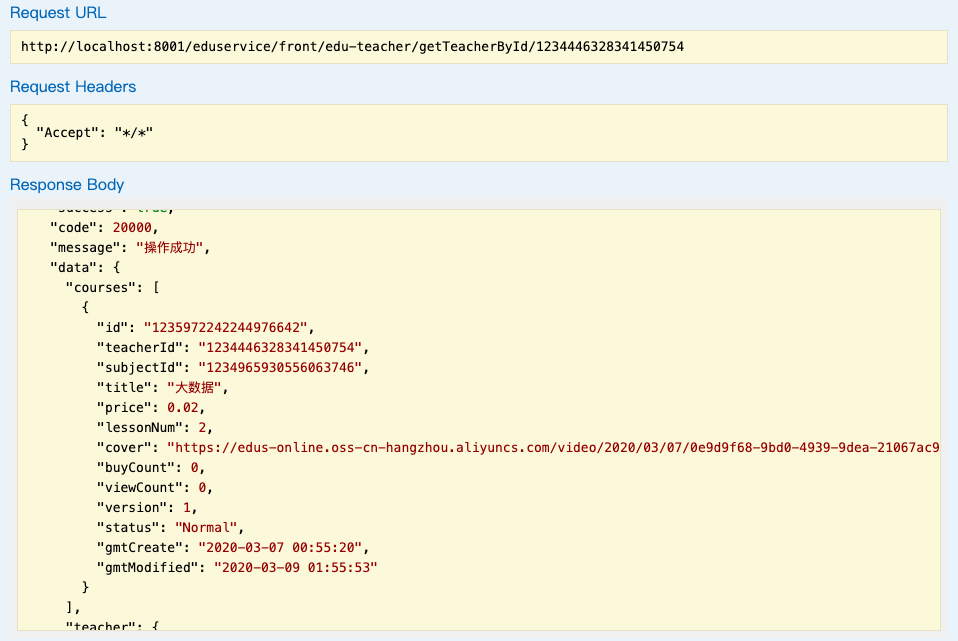 Request URL
http://localhost:8001/eduservice/front/edu-teacher/getTeacherById/1234446328341450754
Request Headers
{
"Accept": "*/*"
}
Response Body
"success": true,
"code": 20000,
"message": "操作成功",
"data": {
"courses": [
{
"id": "1235972242244976642",
"teacherId": "1234446328341450754",
"subjectId": "1234965930556063746",
"title": "大数据",
"price": 0.02,
"lessonNum": 2,
"cover": "https://edus-online.oss-cn-hangzhou.aliyuncs.com/video/2020/03/07/0e9d9f68-9bd0-4939-9dea-21067ac9
"buyCount": 0,
"viewCount": 0,
"version": 1,
"status": "Normal",
"gmtCreate": "2020-03-07 00:55:20",
"gmtModified": "2020-03-09 01:55:53"
}
],
"teacher": {